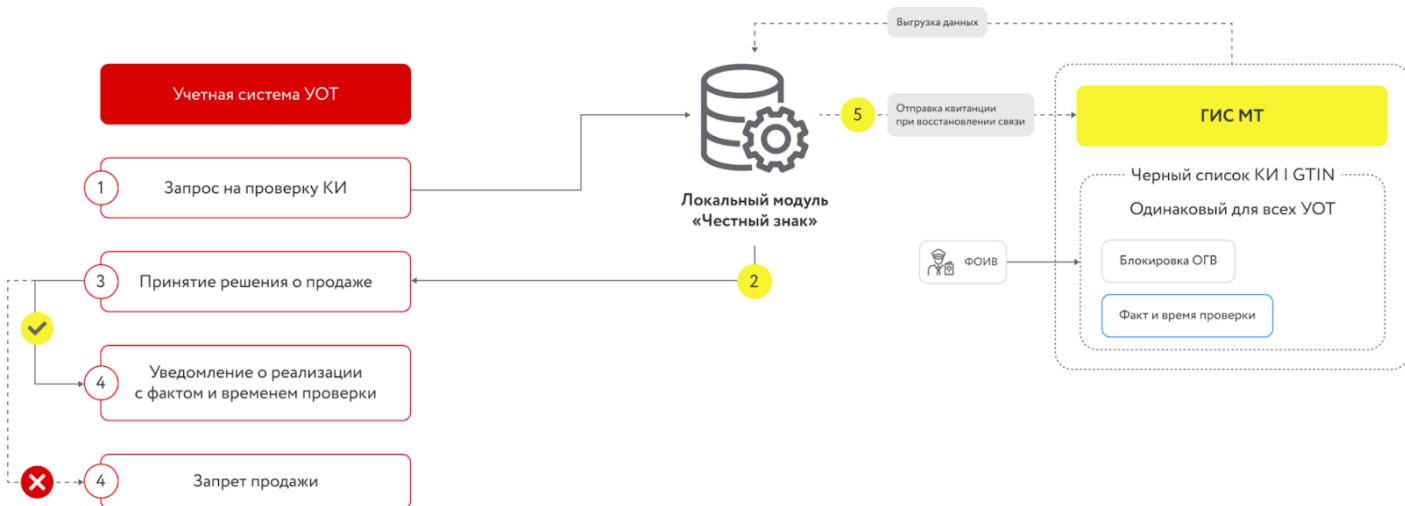 Выгрузка данных
Учетная система УОТ
5
Отправка квитанции
при восстановлении связи
ГИС МТ
1
Запрос на проверку КИ
Локальный модуль
«Честный знак»
Черный список КИ I GTIN
Одинаковый для всех УОТ
ФОИВ
Блокировка ОГВ
Факт и время проверки
2
3
Принятие решения о продаже
4
Уведомление о реализации
с фактом и временем проверки
4
Запрет продажи